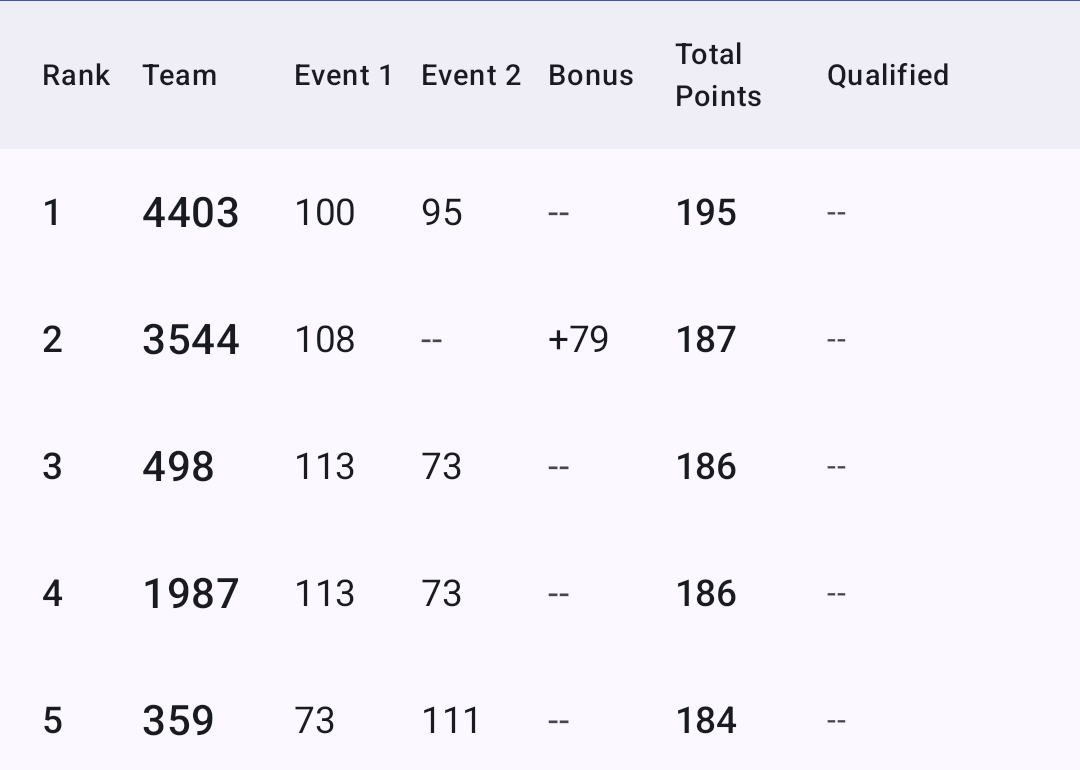 Rank Team Event 1 Event 2 Bonus Total Points Qualified
1 4403 100 95 -- 195 --
2 3544 108 -- +79 187 --
3 498 113 73 -- 186 --
4 1987 113 73 -- 186 --
5 359 73 111 -- 184 --